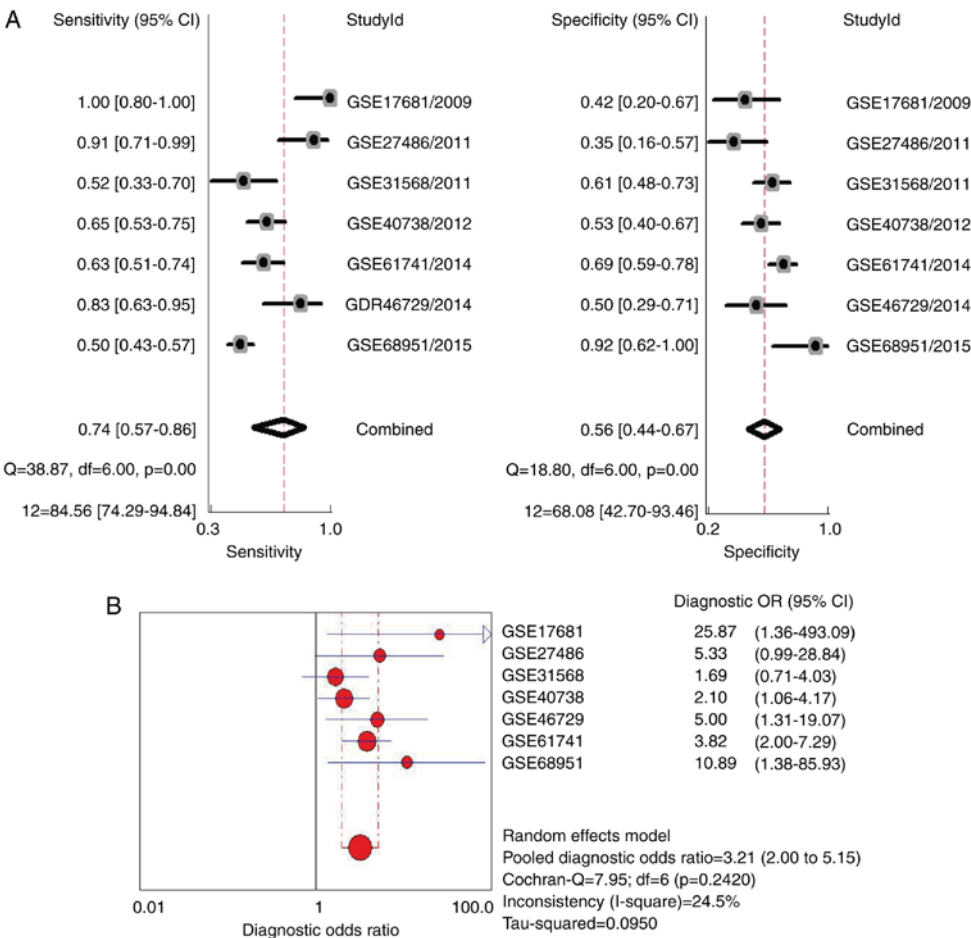 A
Sensitivity (95% CI) StudyId
1.00 [0.80-1.00] GSE17681/2009
0.91 [0.71-0.99] GSE27486/2011
0.52 [0.33-0.70] GSE31568/2011
0.65 [0.53-0.75] GSE40738/2012
0.63 [0.51-0.74] GSE61741/2014
0.83 [0.63-0.95] GDR46729/2014
0.50 [0.43-0.57] GSE68951/2015
0.74 [0.57-0.86] Combined
Q=38.87, df=6.00, p=0.00
12=84.56 [74.29-94.84]
0.3 1.0
Sensitivity
Specificity (95% CI) StudyId
0.42 [0.20-0.67] GSE17681/2009
0.35 [0.16-0.57] GSE27486/2011
0.61 [0.48-0.73] GSE31568/2011
0.53 [0.40-0.67] GSE40738/2012
0.69 [0.59-0.78] GSE61741/2014
0.50 [0.29-0.71] GSE46729/2014
0.92 [0.62-1.00] GSE68951/2015
0.56 [0.44-0.67] Combined
Q=18.80, df=6.00, p=0.00
12=68.08 [42.70-93.46]
0.2 1.0
Specificity
B
Diagnostic OR (95% CI)
GSE17681 25.87 (1.36-493.09)
GSE27486 5.33 (0.99-28.84)
GSE31568 1.69 (0.71-4.03)
GSE40738 2.10 (1.06-4.17)
GSE46729 5.00 (1.31-19.07)
GSE61741 3.82 (2.00-7.29)
GSE68951 10.89 (1.38-85.93)
Random effects model
Pooled diagnostic odds ratio=3.21 (2.00 to 5.15)
Cochran-Q=7.95; df=6 (p=0.2420)
Inconsistency (I-square)=24.5%
Tau-squared=0.0950
0.01 1 100.0
Diagnostic odds ratio